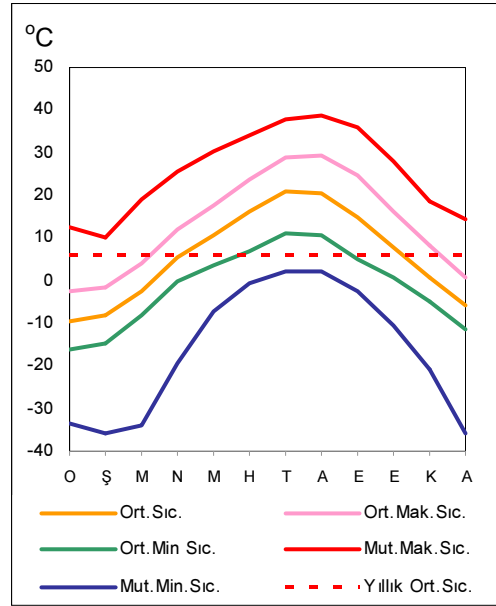 °C
50
40
30
20
10
0
-10
-20
-30
-40
O Ş M N M H T A E E K A
Ort.Sıc. Ort.Mak.Sıc.
Ort.Min Sıc. Mut.Mak.Sıc.
Mut.Min.Sıc. Yıllık Ort.Sıc.